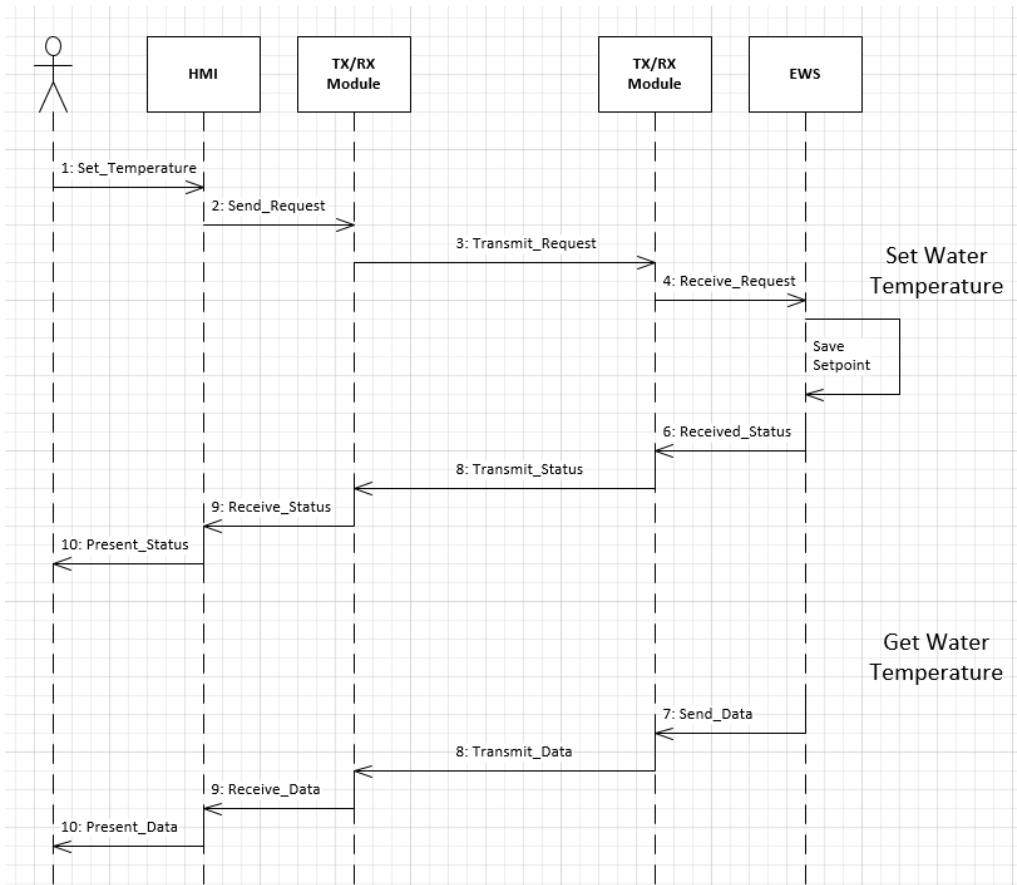 HMI
TX/RX
Module
TX/RX
Module
EWS
1: Set_Temperature
2: Send_Request
3: Transmit_Request
Set Water
Temperature
4: Receive_Request
Save
Setpoint
6: Received_Status
8: Transmit_Status
9: Receive_Status
10: Present_Status
Get Water
Temperature
7: Send_Data
8: Transmit_Data
9: Receive_Data
10: Present_Data